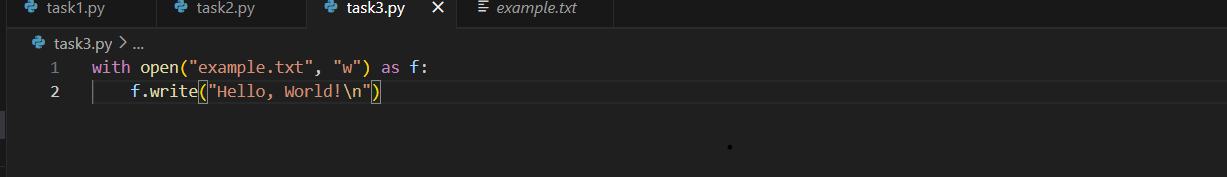 task1.py task2.py task3.py example.txt
task3.py > ...
1 with open("example.txt", "w") as f:
2     f.write("Hello, World!\n")